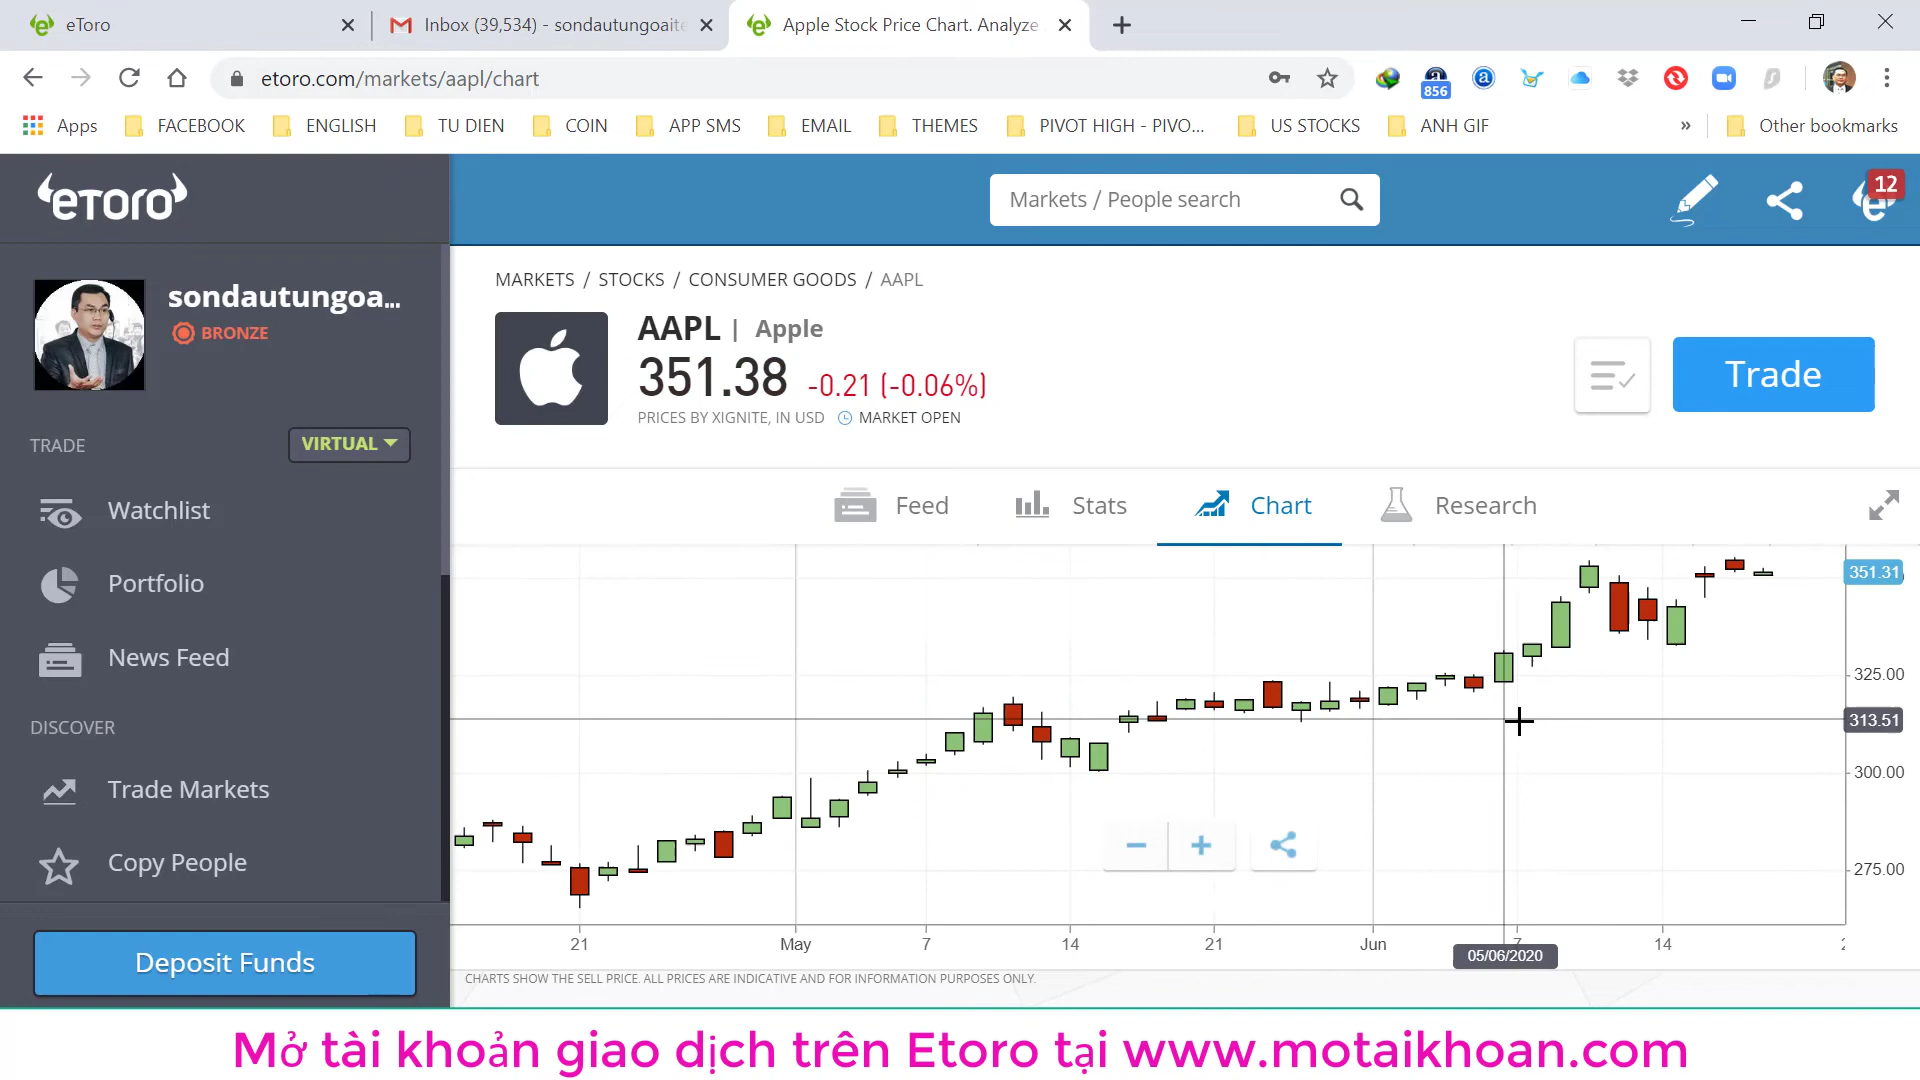 eToro
Inbox (39,534) - sondautungoaite
Apple Stock Price Chart. Analyze
etoro.com/markets/aapl/chart
856
Apps
FACEBOOK
ENGLISH
TU DIEN
COIN
APP SMS
EMAIL
THEMES
PIVOT HIGH - PIVO...
US STOCKS
ANH GIF
»
Other bookmarks
eTORO
Markets / People search
12
sondautungoa...
BRONZE
TRADE
VIRTUAL
Watchlist
Portfolio
News Feed
DISCOVER
Trade Markets
Copy People
Deposit Funds
MARKETS / STOCKS / CONSUMER GOODS / AAPL
AAPL | Apple
351.38 -0.21 (-0.06%)
PRICES BY XIGNITE, IN USD MARKET OPEN
Trade
Feed
Stats
Chart
Research
351.31
325.00
313.51
300.00
275.00
21 May 7 14 21 Jun 7 14
05/06/2020
CHARTS SHOW THE SELL PRICE. ALL PRICES ARE INDICATIVE AND FOR INFORMATION PURPOSES ONLY.
Mở tài khoản giao dịch trên Etoro tại www.motaikhoan.com